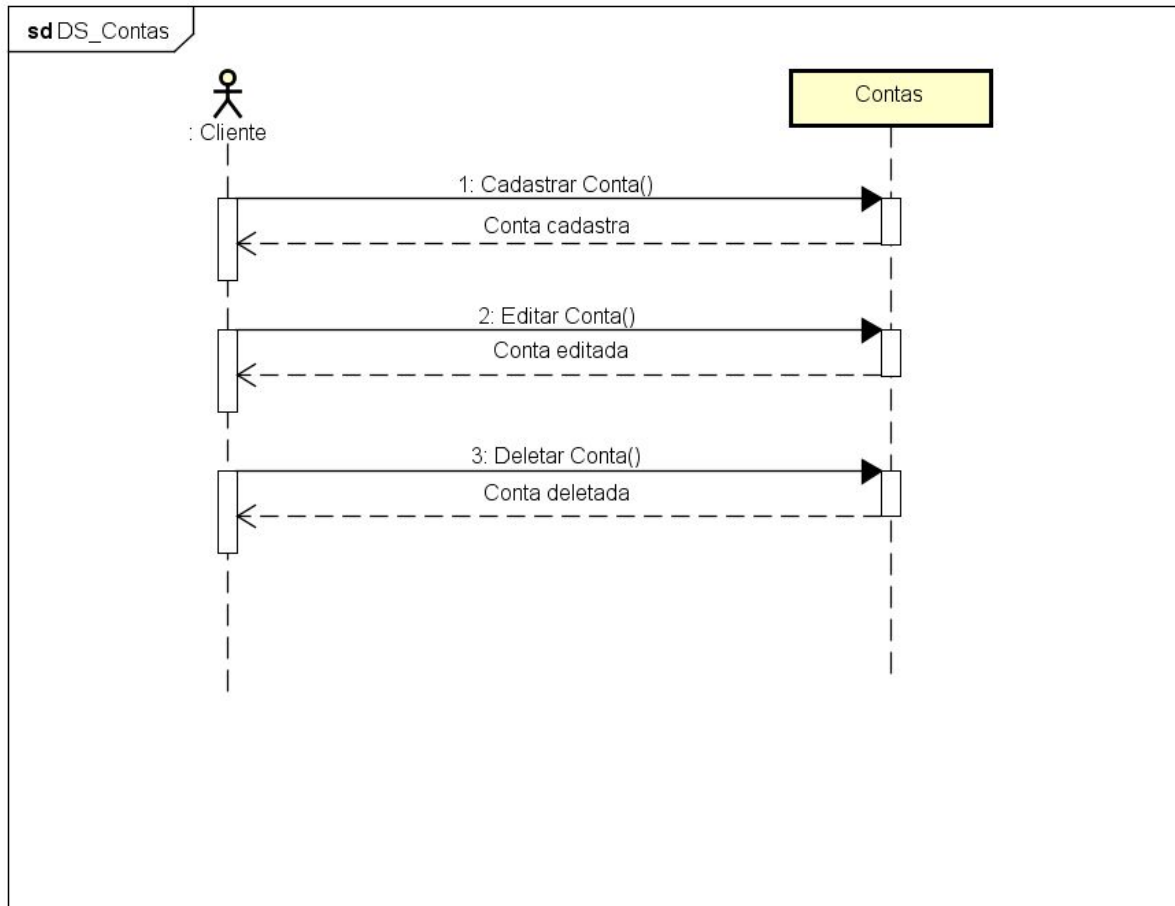 sd DS_Contas
: Cliente
Contas
1: Cadastrar Conta()
Conta cadastra
2: Editar Conta()
Conta editada
3: Deletar Conta()
Conta deletada